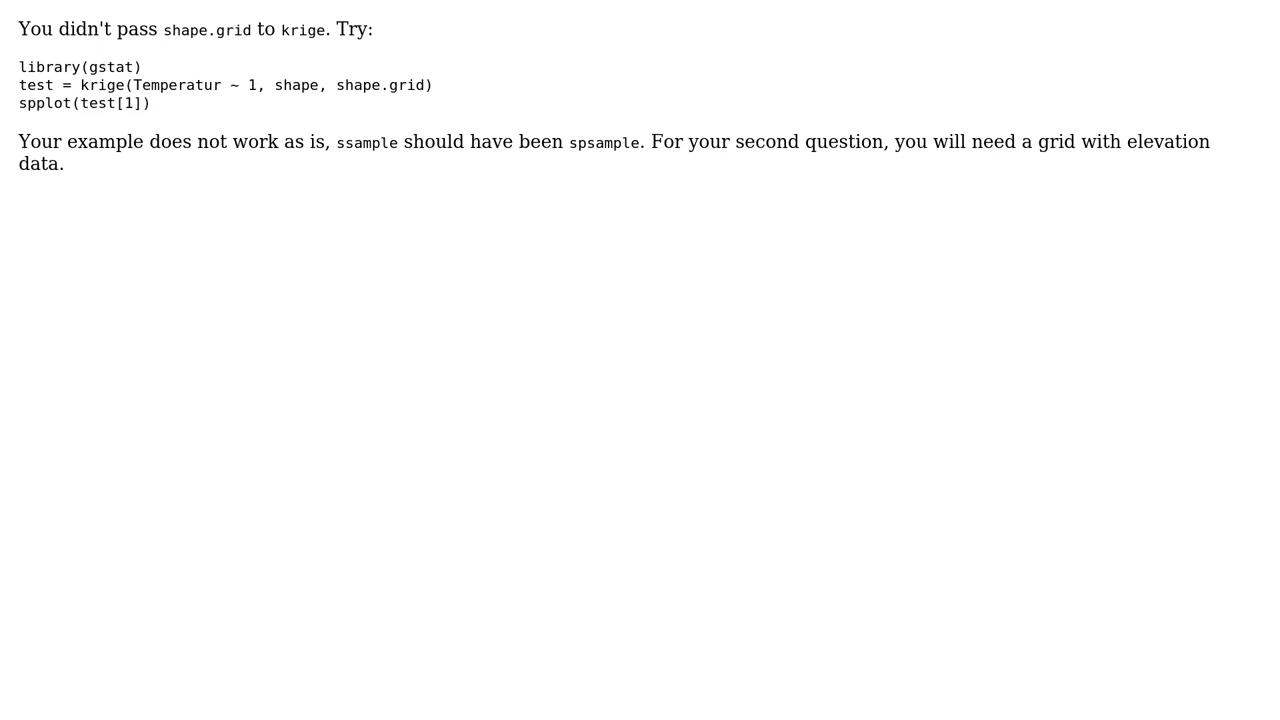 You didn't pass shape.grid to krige. Try:
library(gstat)
test = krige(Temperatur ~ 1, shape, shape.grid)
spplot(test[1])
Your example does not work as is, ssample should have been spsample. For your second question, you will need a grid with elevation
data.